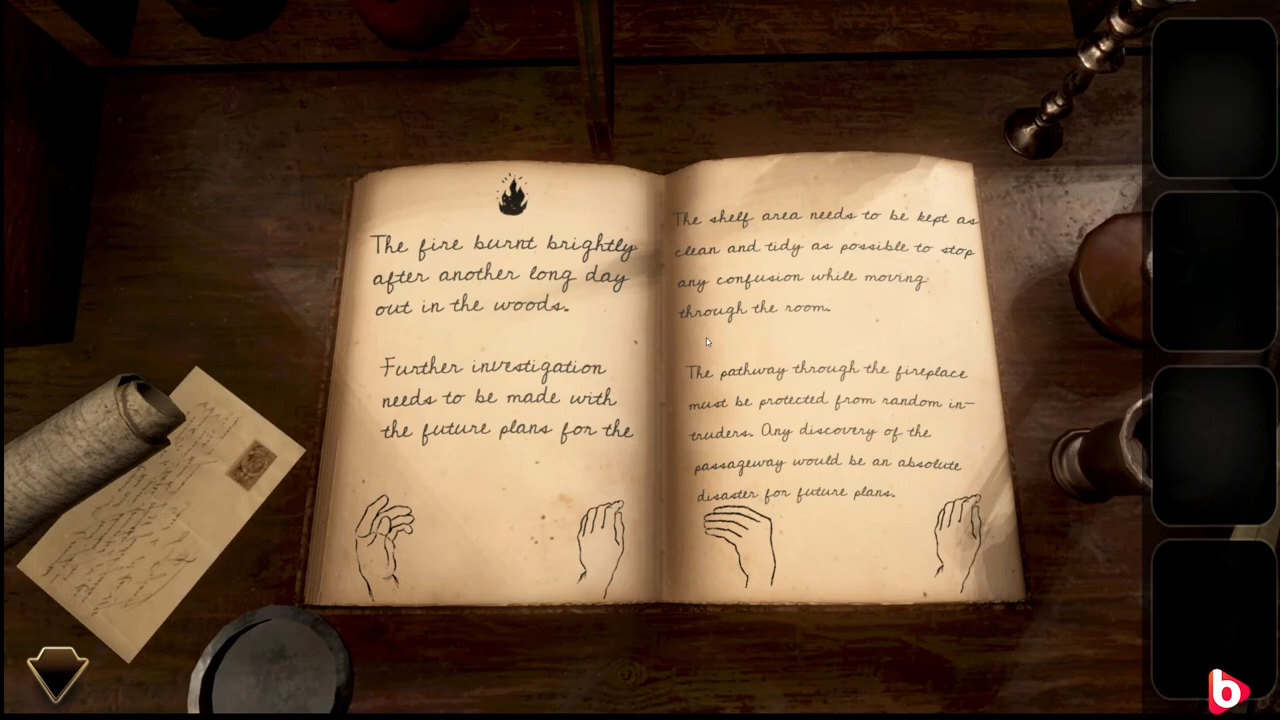 The fire burnt brightly
after another long day
out in the woods.
Further investigation
needs to be made with
the future plans for the
The shelf area needs to be kept as
clean and tidy as possible to stop
any confusion while moving
through the room.
The pathway through the fireplace
must be protected from random in-
truders. Any discovery of the
passageway would be an absolute
disaster for future plans.
b